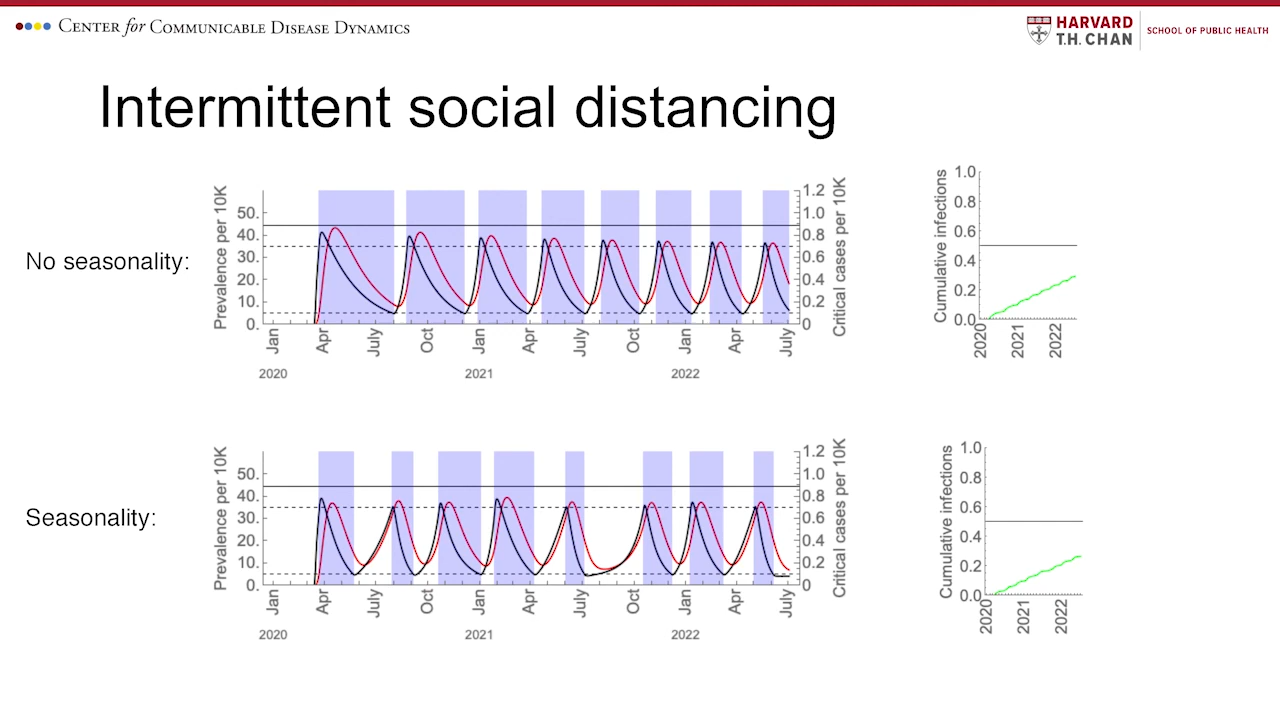 CENTER for COMMUNICABLE DISEASE DYNAMICS
HARVARD
T.H. CHAN
SCHOOL OF PUBLIC HEALTH
Intermittent social distancing
No seasonality:
Prevalence per 10K
50.
40.
30.
20.
10.
0.
1.2
1.0
0.8
0.6
0.4
0.2
0
Critical cases per 10K
Jan Apr July Oct Jan Apr July Oct Jan Apr July
2020 2021 2022
Cumulative infections
1.0
0.8
0.6
0.4
0.2
0.0
2020 2021 2022
Seasonality:
Prevalence per 10K
50.
40.
30.
20.
10.
0.
1.2
1.0
0.8
0.6
0.4
0.2
0
Critical cases per 10K
Jan Apr July Oct Jan Apr July Oct Jan Apr July
2020 2021 2022
Cumulative infections
1.0
0.8
0.6
0.4
0.2
0.0
2020 2021 2022